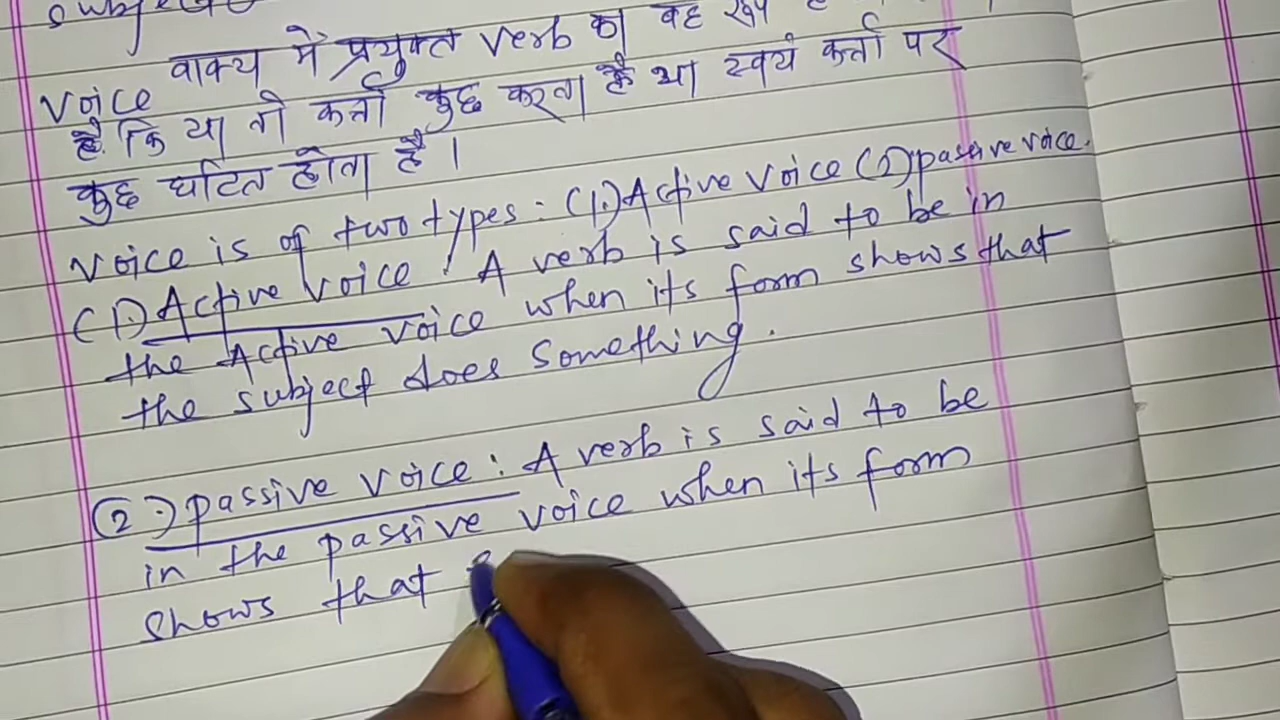 subject
वाक्य में प्रयुक्त verb का वह रूप
voice है कि या तो कर्त्ता कुछ करता है या स्वयं कर्त्ता पर
कुछ घटित होता है।
voice is of two types: (1.) Active voice (2) passive voice.
(1.) Active voice: A verb is said to be in
the Active voice when its form shows that
the subject does something.
(2.) passive voice: A verb is said to be
in the passive voice when its form
shows that